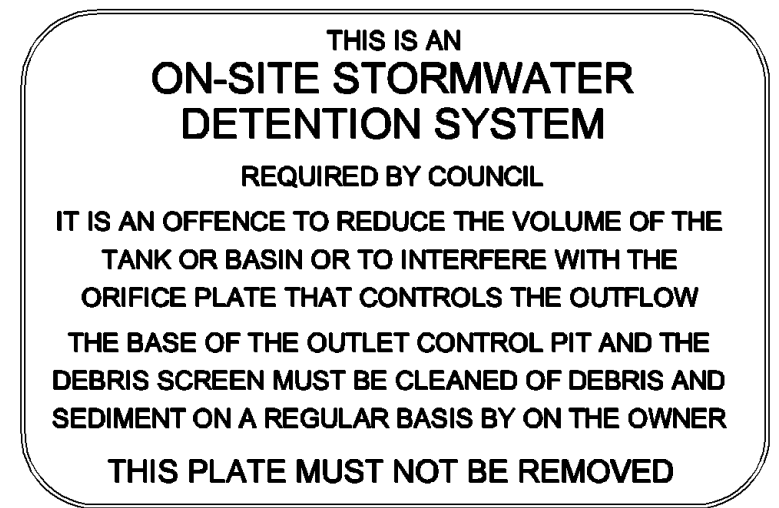 THIS IS AN
ON-SITE STORMWATER
DETENTION SYSTEM
REQUIRED BY COUNCIL
IT IS AN OFFENCE TO REDUCE THE VOLUME OF THE
TANK OR BASIN OR TO INTERFERE WITH THE
ORIFICE PLATE THAT CONTROLS THE OUTFLOW
THE BASE OF THE OUTLET CONTROL PIT AND THE
DEBRIS SCREEN MUST BE CLEANED OF DEBRIS AND
SEDIMENT ON A REGULAR BASIS BY ON THE OWNER
THIS PLATE MUST NOT BE REMOVED